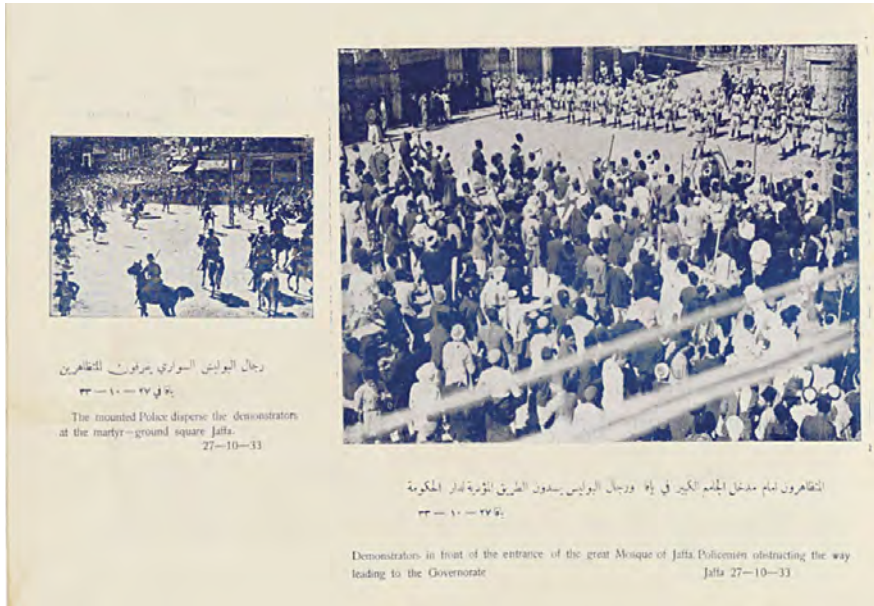 رجال البوليس السواري يفرقون المتظاهرين
يافا في ٢٧ — ١٠ — ٣٣
The mounted Police disperse the demonstrators
at the martyr—ground square Jaffa.
27—10—33
المتظاهرون امام مدخل الجامع الكبير في يافا ورجال البوليس يسدون الطريق المؤدية لدار الحكومة
يافا ٢٧ — ١٠ — ٣٣
Demonstrators in front of the entrance of the great Mosque of Jaffa. Policemen obstructing the way
leading to the Governorate Jaffa 27—10—33